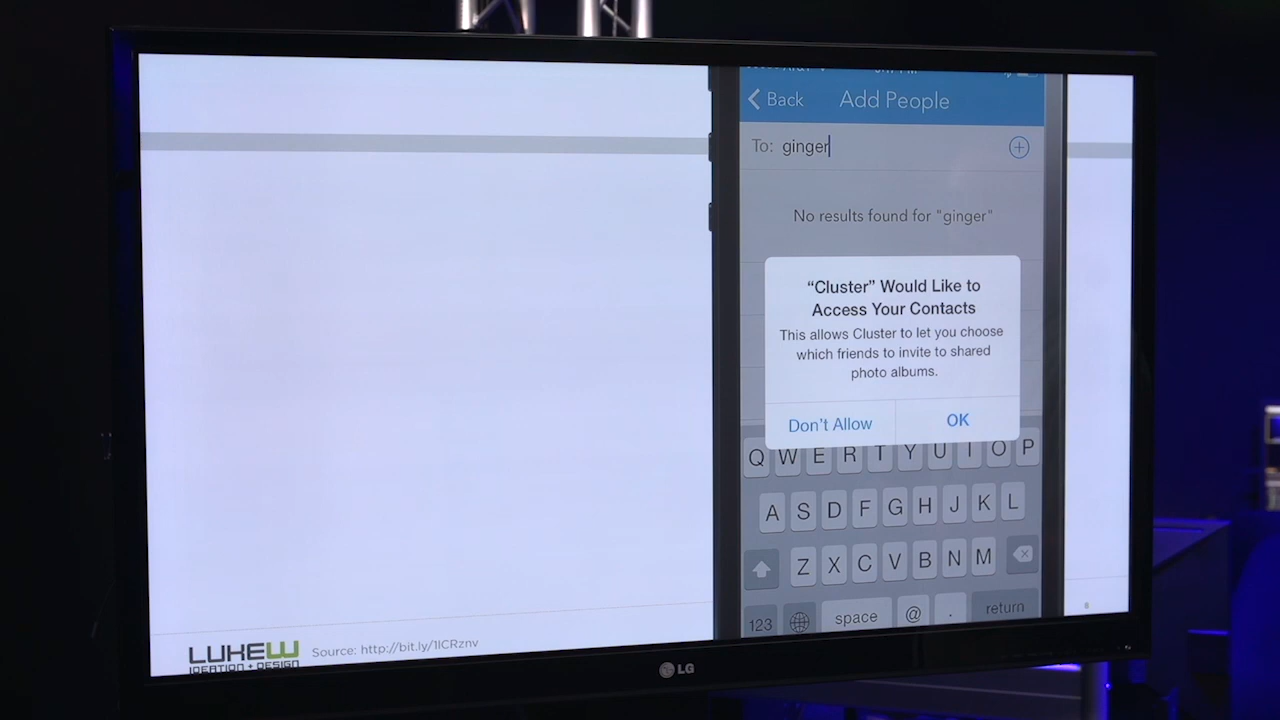 Back
Add People
To: ginger
No results found for "ginger"
“Cluster” Would Like to
Access Your Contacts
This allows Cluster to let you choose
which friends to invite to shared
photo albums.
Don't Allow
OK
Q W E R T Y U I O P
A S D F G H J K L
Z X C V B N M
123
space
@
.
return
LUKEW
IDEATION + DESIGN
Source: http://bit.ly/1lCRznv
LG